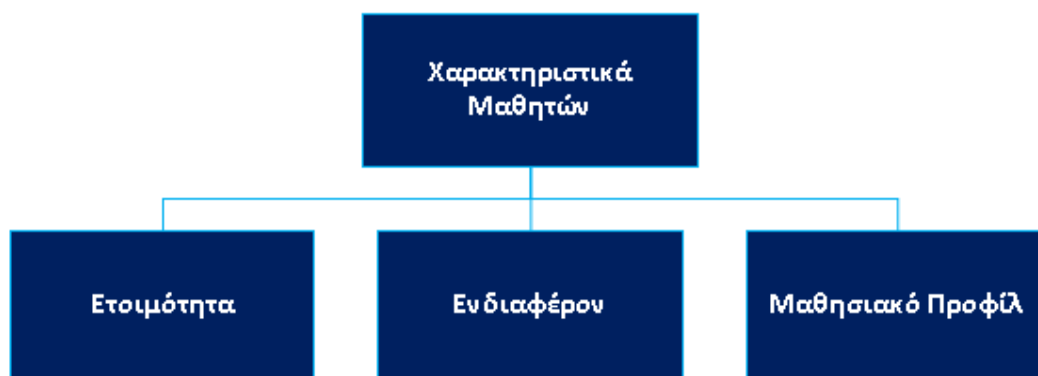 Χαρακτηριστικά
Μαθητών
Ετοιμότητα
Ενδιαφέρον
Μαθησιακό Προφίλ